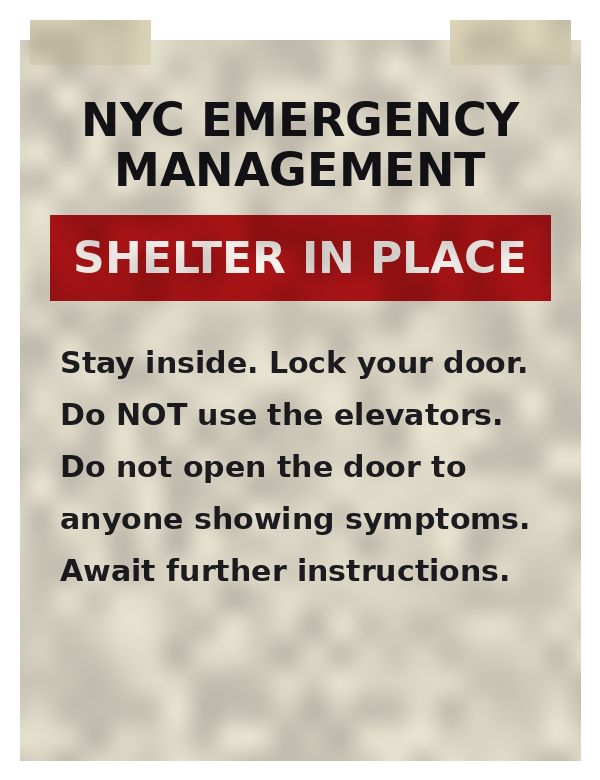 NYC EMERGENCY
MANAGEMENT
SHELTER IN PLACE
Stay inside. Lock your door.
Do NOT use the elevators.
Do not open the door to
anyone showing symptoms.
Await further instructions.